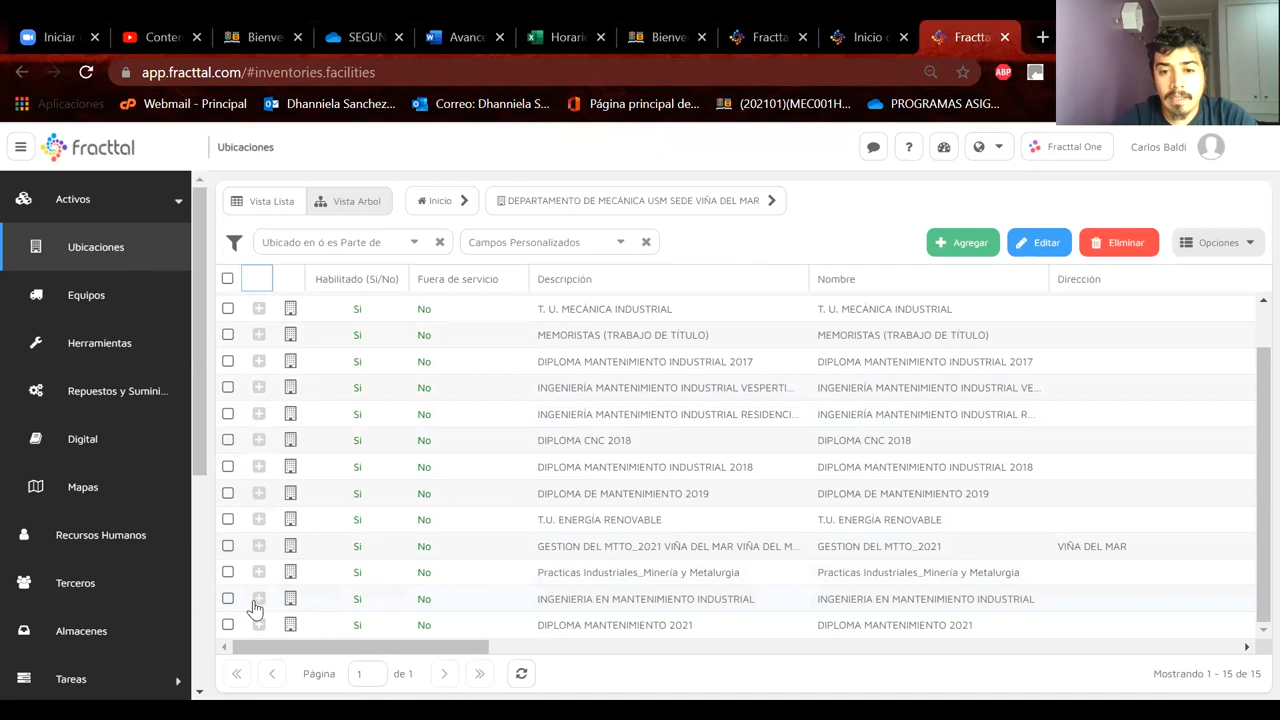 Iniciar
Conten
Bienve
SEGUN
Avance
Horario
Bienve
Fractta
Inicio c
Fractta
app.fracttal.com/#inventories.facilities
ABP
Aplicaciones
Webmail - Principal
Dhanniela Sanchez...
Correo: Dhanniela S...
Página principal de...
(202101)(MEC001H...
PROGRAMAS ASIG...
fracttal
Ubicaciones
Fracttal One
Carlos Baldi
Activos
Ubicaciones
Equipos
Herramientas
Repuestos y Sumini...
Digital
Mapas
Recursos Humanos
Terceros
Almacenes
Tareas
Vista Lista
Vista Arbol
Inicio
DEPARTAMENTO DE MECÁNICA USM SEDE VIÑA DEL MAR
Ubicado en ó es Parte de
Campos Personalizados
Agregar
Editar
Eliminar
Opciones
Habilitado (Si/No) Fuera de servicio Descripción Nombre Dirección
Si No T. U. MECÁNICA INDUSTRIAL T. U. MECÁNICA INDUSTRIAL
Si No MEMORISTAS (TRABAJO DE TÍTULO) MEMORISTAS (TRABAJO DE TÍTULO)
Si No DIPLOMA MANTENIMIENTO INDUSTRIAL 2017 DIPLOMA MANTENIMIENTO INDUSTRIAL 2017
Si No INGENIERÍA MANTENIMIENTO INDUSTRIAL VESPERTI... INGENIERÍA MANTENIMIENTO INDUSTRIAL VE...
Si No INGENIERÍA MANTENIMIENTO INDUSTRIAL RESIDENCI... INGENIERÍA MANTENIMIENTO INDUSTRIAL R...
Si No DIPLOMA CNC 2018 DIPLOMA CNC 2018
Si No DIPLOMA MANTENIMIENTO INDUSTRIAL 2018 DIPLOMA MANTENIMIENTO INDUSTRIAL 2018
Si No DIPLOMA DE MANTENIMIENTO 2019 DIPLOMA DE MANTENIMIENTO 2019
Si No T.U. ENERGÍA RENOVABLE T.U. ENERGÍA RENOVABLE
Si No GESTION DEL MTTO_2021 VIÑA DEL MAR VIÑA DEL M... GESTION DEL MTTO_2021 VIÑA DEL MAR
Si No Practicas Industriales_Minería y Metalurgia Practicas Industriales_Minería y Metalurgia
Si No INGENIERIA EN MANTENIMIENTO INDUSTRIAL INGENIERIA EN MANTENIMIENTO INDUSTRIAL
Si No DIPLOMA MANTENIMIENTO 2021 DIPLOMA MANTENIMIENTO 2021
Página 1 de 1
Mostrando 1 - 15 de 15